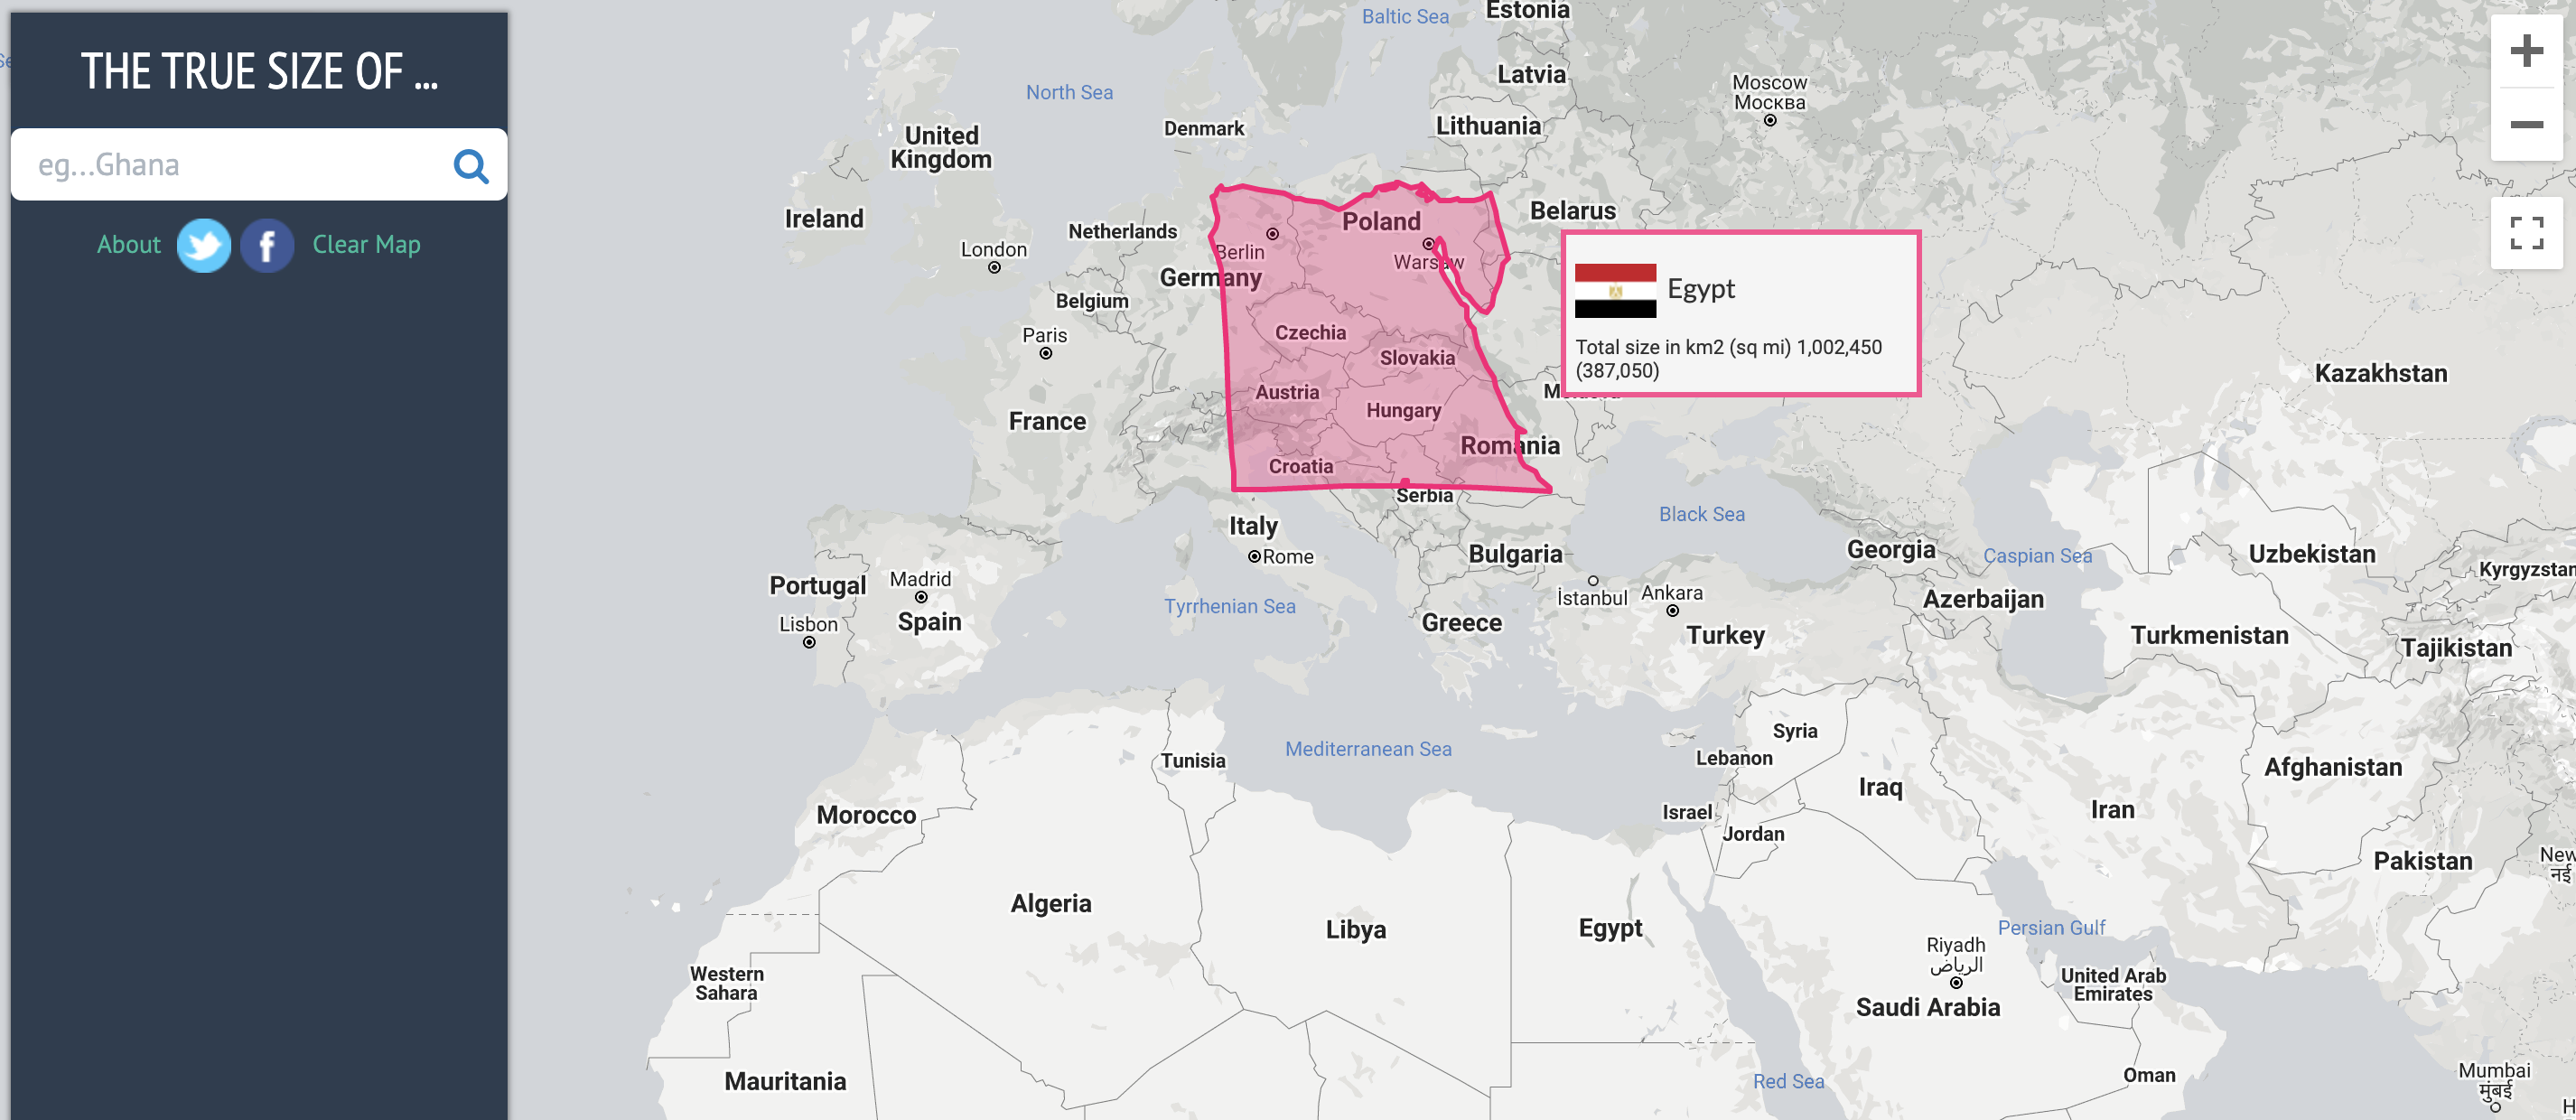 THE TRUE SIZE OF ...
eg...Ghana
About
Clear Map
Baltic Sea
Estonia
Latvia
Moscow
Москва
North Sea
Denmark
Lithuania
United
Kingdom
Ireland
Netherlands
Poland
Belarus
London
Berlin
Warsaw
Germany
Belgium
Egypt
Total size in km2 (sq mi) 1,002,450
(387,050)
Paris
Czechia
Slovakia
Austria
Hungary
France
Romania
Croatia
Serbia
Kazakhstan
Italy
Rome
Black Sea
Bulgaria
Georgia
Caspian Sea
Uzbekistan
Kyrgyzstan
Portugal
Madrid
Lisbon
Spain
Tyrrhenian Sea
İstanbul
Ankara
Greece
Turkey
Azerbaijan
Turkmenistan
Tajikistan
Syria
Mediterranean Sea
Tunisia
Lebanon
Afghanistan
Iraq
Iran
Israel
Jordan
Morocco
Pakistan
New
नई
Algeria
Libya
Egypt
Persian Gulf
Riyadh
الرياض
Western
Sahara
United Arab
Emirates
Saudi Arabia
Mauritania
Red Sea
Oman
Mumbai
मुंबई